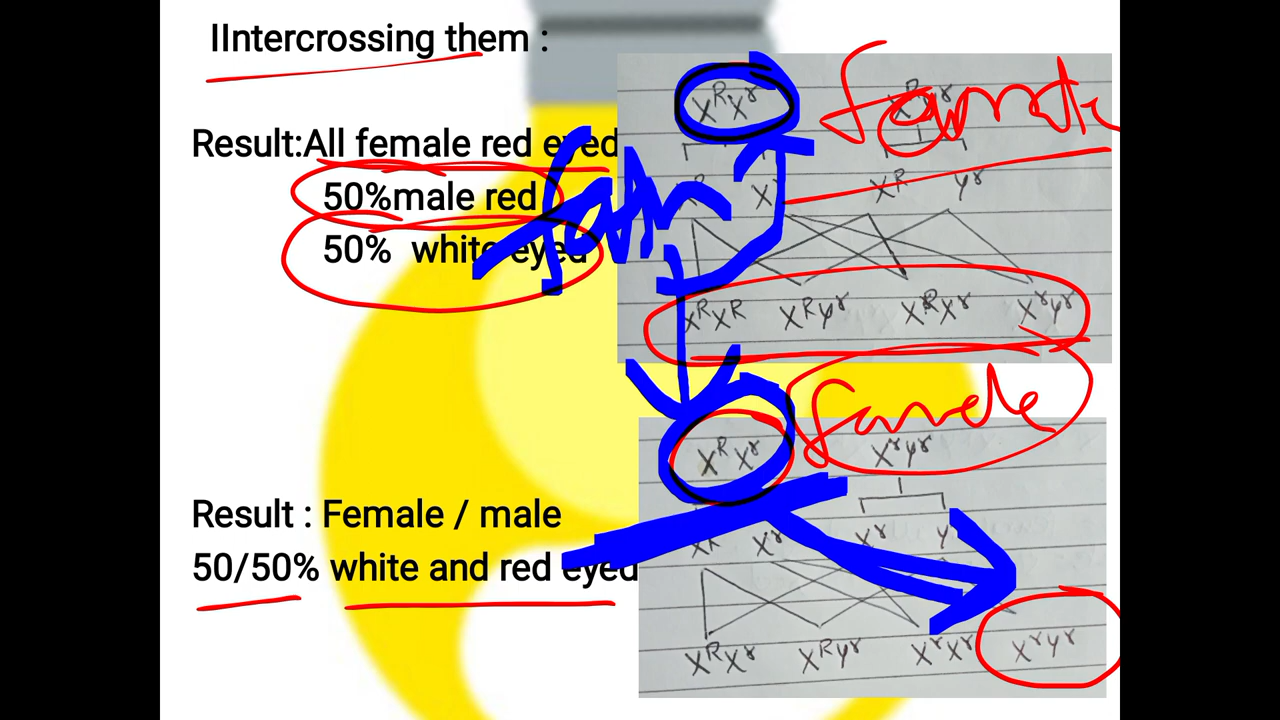 IIntercrossing them :
Result:All female red eyed
50%male red
50% white eyed
X^R X^r
X^R y^r
X^R X^R X^R y^r X^R X^r X^r y^r
X^R X^r X^r y^r
Result : Female / male
50/50% white and red eyed
X^R X^r X^r y
X^R X^r X^R y^r X^r X^r X^r y^r